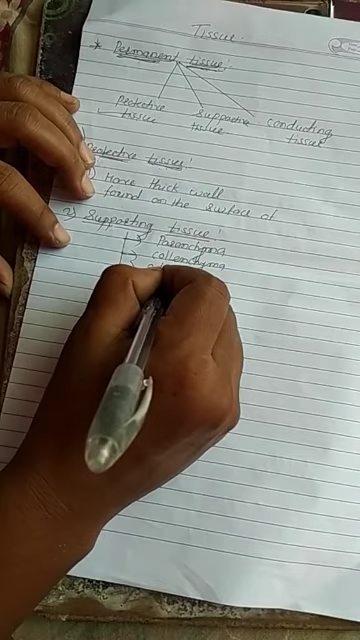 Tissue.
* Permanent tissue:
Protective tissue
supportive tissue
conducting tissue
Protective tissue:
1) Have thick wall
found on the surface of
2) Supporting tissue:
→ Parenchyma
→ Collenchyma